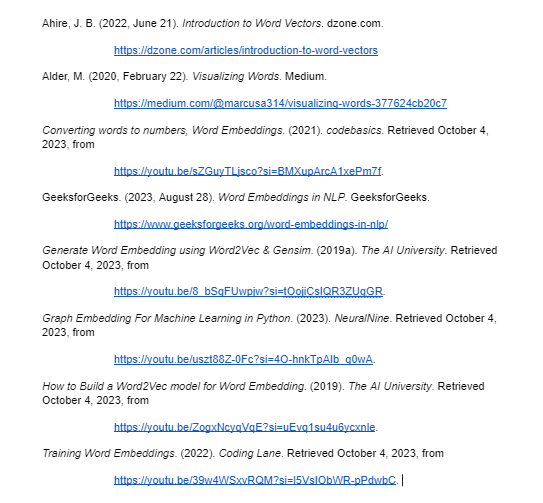 Ahire, J. B. (2022, June 21). Introduction to Word Vectors. dzone.com.
https://dzone.com/articles/introduction-to-word-vectors
Alder, M. (2020, February 22). Visualizing Words. Medium.
https://medium.com/@marcusa314/visualizing-words-377624cb20c7
Converting words to numbers, Word Embeddings. (2021). codebasics. Retrieved October 4,
2023, from
https://youtu.be/sZGuyTLjsco?si=BMXupArcA1xePm7f.
GeeksforGeeks. (2023, August 28). Word Embeddings in NLP. GeeksforGeeks.
https://www.geeksforgeeks.org/word-embeddings-in-nlp/
Generate Word Embedding using Word2Vec & Gensim. (2019a). The AI University. Retrieved
October 4, 2023, from
https://youtu.be/8_bSqFUwpjw?si=tOojiCsIQR3ZUqGR.
Graph Embedding For Machine Learning in Python. (2023). NeuralNine. Retrieved October 4,
2023, from
https://youtu.be/uszt88Z-0Fc?si=4O-hnkTpAlb_q0wA.
How to Build a Word2Vec model for Word Embedding. (2019). The AI University. Retrieved
October 4, 2023, from
https://youtu.be/ZogxNcyqVqE?si=uEvq1su4u6ycxnle.
Training Word Embeddings. (2022). Coding Lane. Retrieved October 4, 2023, from
https://youtu.be/39w4WSxvRQM?si=I5VsIObWR-pPdwbC.